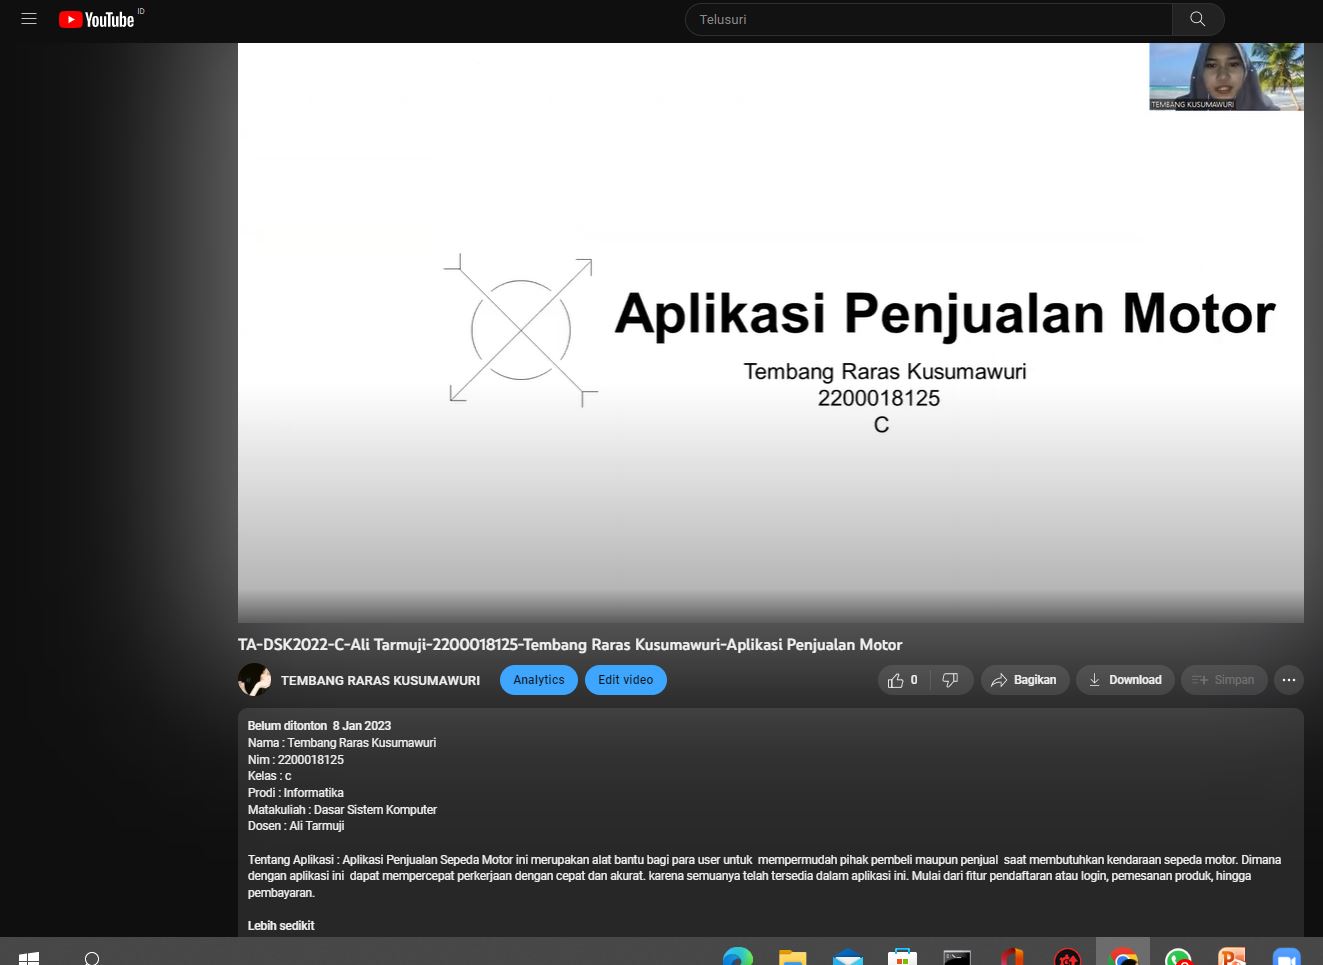 YouTube ID
Telusuri
TEMBANG KUSUMAWURI
Aplikasi Penjualan Motor
Tembang Raras Kusumawuri
2200018125
C
TA-DSK2022-C-Ali Tarmuji-2200018125-Tembang Raras Kusumawuri-Aplikasi Penjualan Motor
TEMBANG RARAS KUSUMAWURI Analytics Edit video 0 Bagikan Download Simpan
Belum ditonton 8 Jan 2023
Nama : Tembang Raras Kusumawuri
Nim : 2200018125
Kelas : c
Prodi : Informatika
Matakuliah : Dasar Sistem Komputer
Dosen : Ali Tarmuji
Tentang Aplikasi : Aplikasi Penjualan Sepeda Motor ini merupakan alat bantu bagi para user untuk mempermudah pihak pembeli maupun penjual saat membutuhkan kendaraan sepeda motor. Dimana
dengan aplikasi ini dapat mempercepat perkerjaan dengan cepat dan akurat. karena semuanya telah tersedia dalam aplikasi ini. Mulai dari fitur pendaftaran atau login, pemesanan produk, hingga
pembayaran.
Lebih sedikit